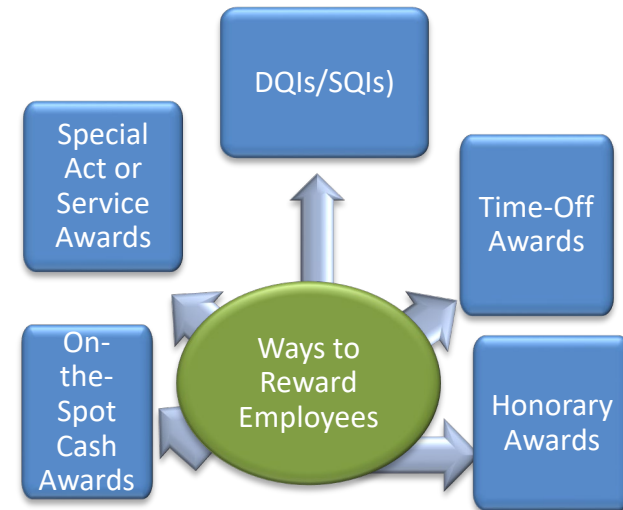 DQIs/SQIs)
Special
Act or
Service
Awards
Time-Off
Awards
Ways to
Reward
Employees
On-
the-
Spot
Cash
Awards
Honorary
Awards